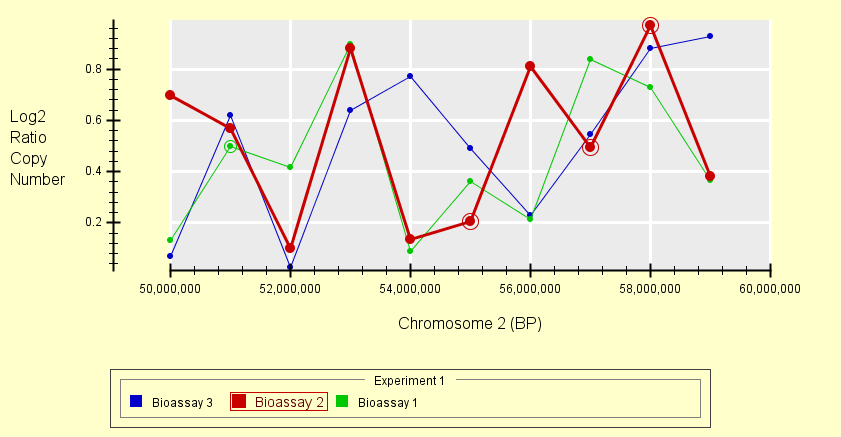 Log2
Ratio
Copy
Number
0.8
0.6
0.4
0.2
50,000,000 52,000,000 54,000,000 56,000,000 58,000,000 60,000,000
Chromosome 2 (BP)
Experiment 1
Bioassay 3 Bioassay 2 Bioassay 1